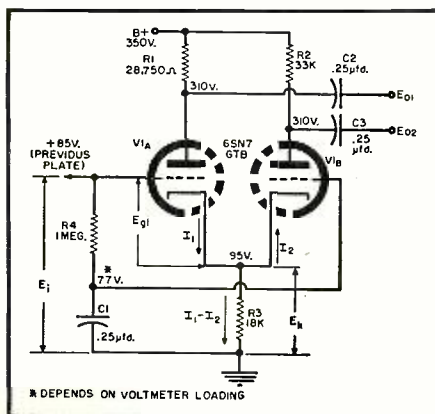 B+
350V.
R1
28,750Ω
R2
33K
C2
.25µfd.
E01
310V.
310V.
C3
.25
µfd.
E02
+85V.
(PREVIOUS
PLATE)
V1A
6SN7
GTB
V1B
R4
1 MEG.
Eg1
I1
I2
Ei
*
77V.
95V.
C1
.25µfd.
I1-I2
R3
18K
Ek
* DEPENDS ON VOLTMETER LOADING